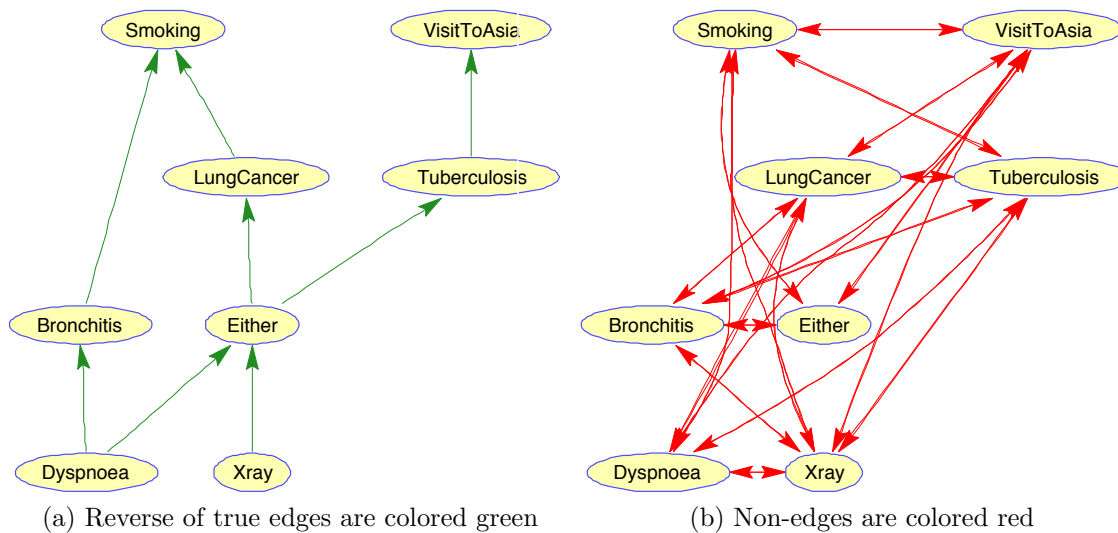 Smoking
VisitToAsia
LungCancer
Tuberculosis
Bronchitis
Either
Dyspnoea
Xray
(a) Reverse of true edges are colored green
Smoking
VisitToAsia
LungCancer
Tuberculosis
Bronchitis
Either
Dyspnoea
Xray
(b) Non-edges are colored red